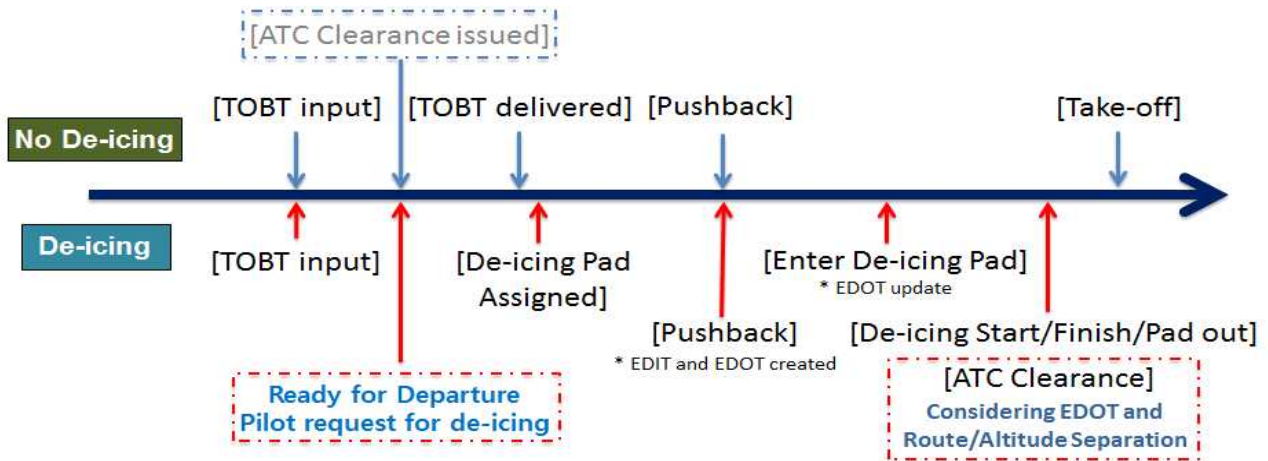 [ATC Clearance issued]
[TOBT input] [TOBT delivered] [Pushback] [Take-off]
No De-icing
De-icing
[TOBT input]
[De-icing Pad
Assigned]
[Enter De-icing Pad]
* EDOT update
[Pushback]
* EDIT and EDOT created
[De-icing Start/Finish/Pad out]
Ready for Departure
Pilot request for de-icing
[ATC Clearance]
Considering EDOT and
Route/Altitude Separation